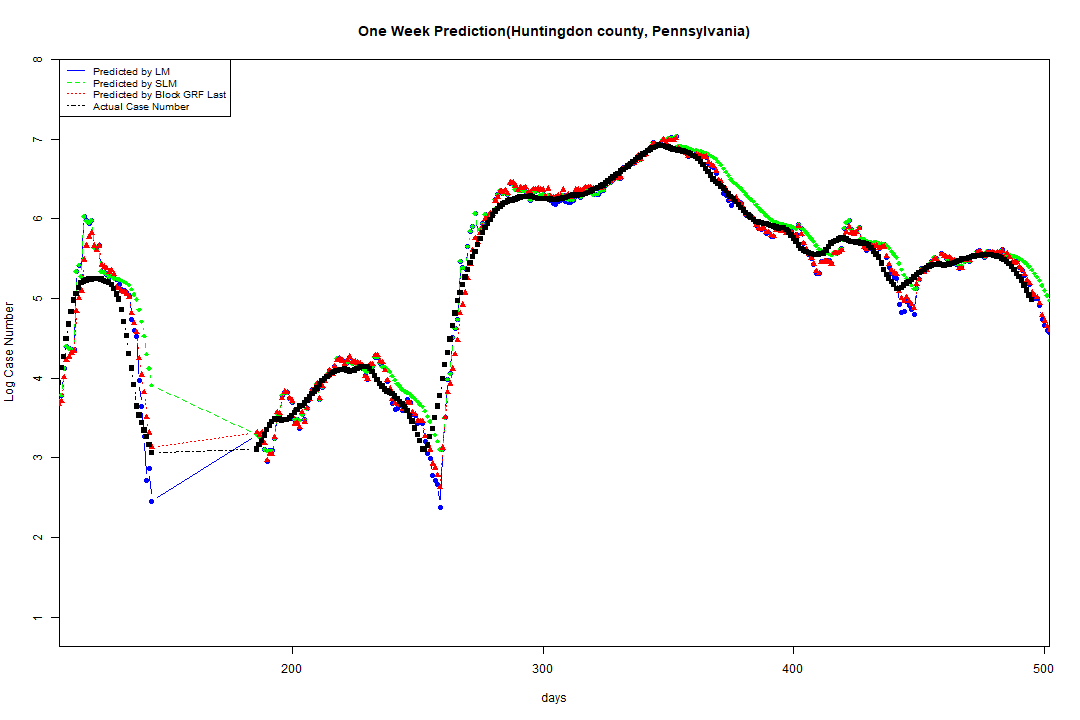 One Week Prediction(Huntingdon county, Pennsylvania)
Predicted by LM
Predicted by SLM
Predicted by Block GRF Last
Actual Case Number
8
7
6
5
4
3
2
1
Log Case Number
200 300 400 500
days